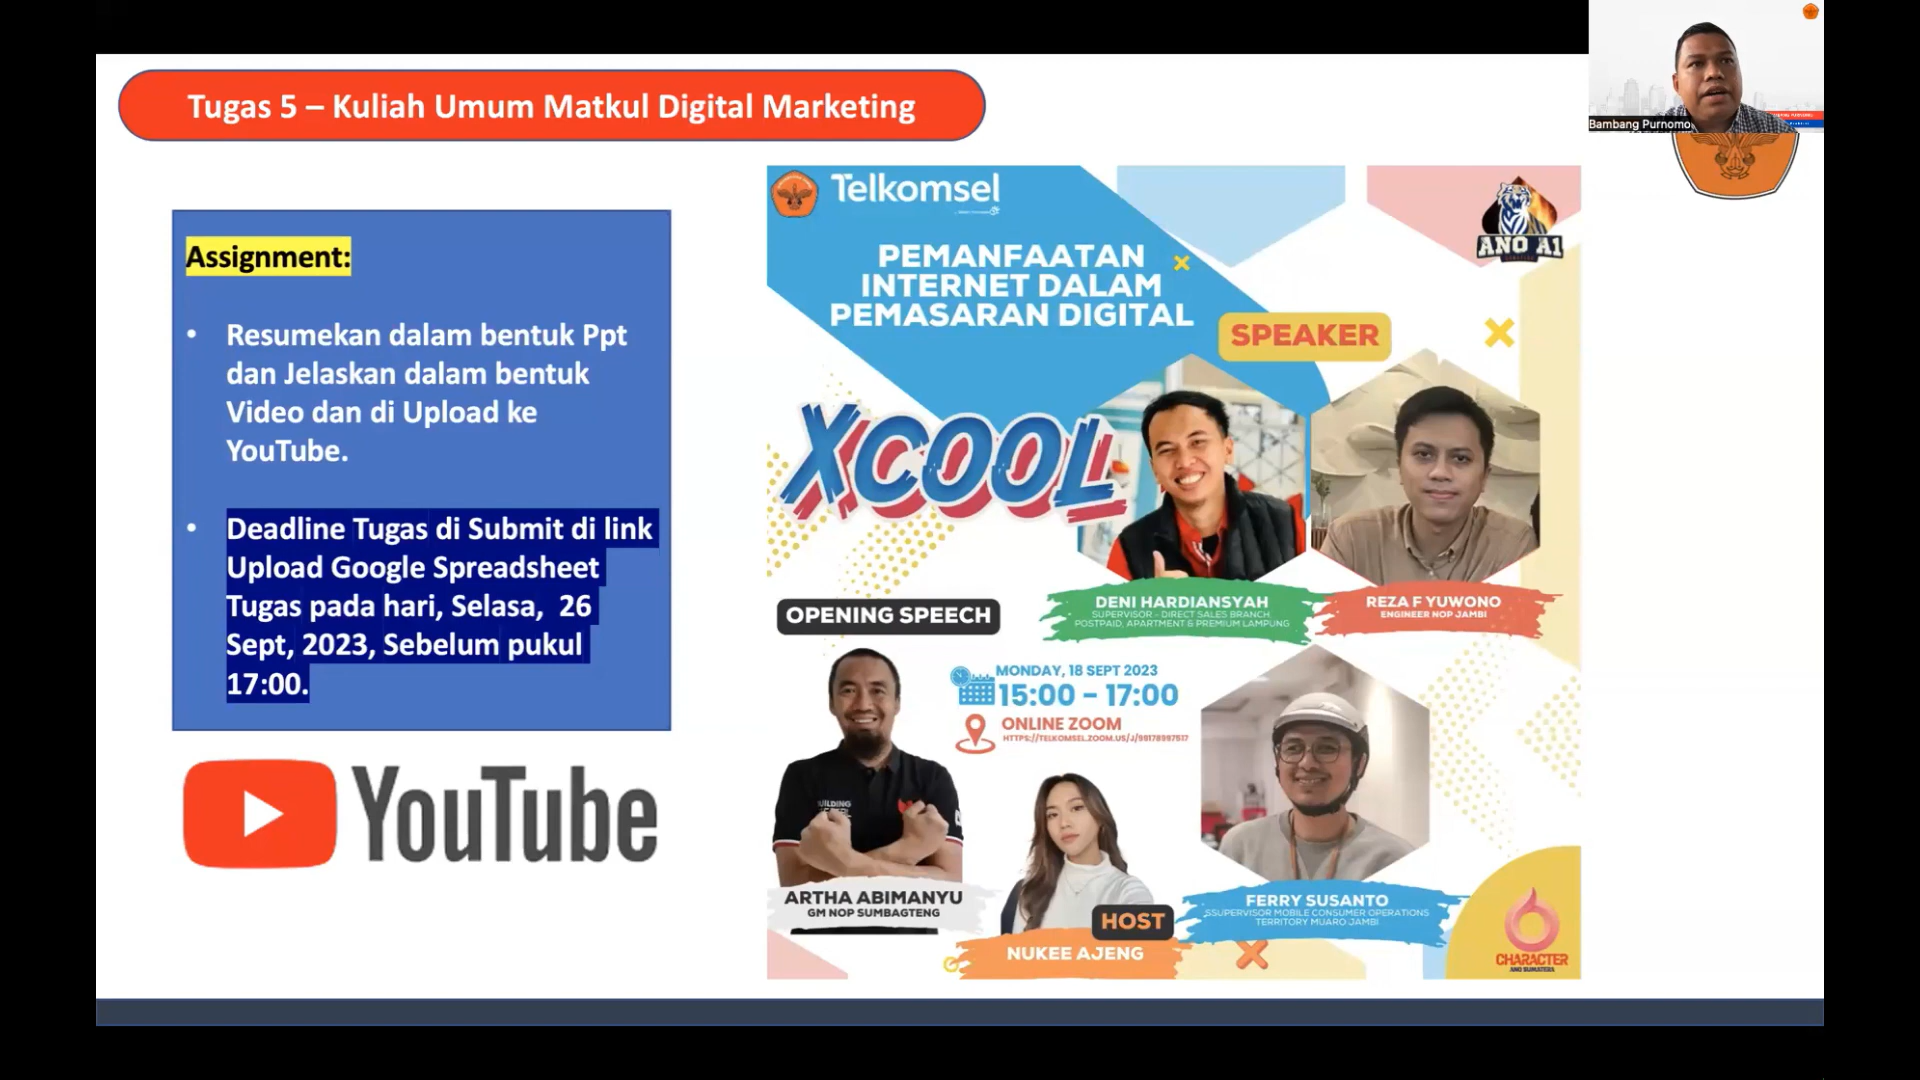 Tugas 5 – Kuliah Umum Matkul Digital Marketing
Bambang Purnomo
Assignment:
• Resumekan dalam bentuk Ppt
dan Jelaskan dalam bentuk
Video dan di Upload ke
YouTube.
• Deadline Tugas di Submit di link
Upload Google Spreadsheet
Tugas pada hari, Selasa, 26
Sept, 2023, Sebelum pukul
17:00.
YouTube
Telkomsel
ANO A1
PEMANFAATAN
INTERNET DALAM
PEMASARAN DIGITAL
SPEAKER
XCOOL
DENI HARDIANSYAH
SUPERVISOR - DIRECT SALES BRANCH
POSTPAID, APARTMENT & PREMIUM LAMPUNG
REZA F YUWONO
ENGINEER NOP JAMBI
OPENING SPEECH
MONDAY, 18 SEPT 2023
15:00 – 17:00
ONLINE ZOOM
BUILDING
ARTHA ABIMANYU
GM NOP SUMBAGTENG
HOST
NUKEE AJENG
FERRY SUSANTO
SSUPERVISOR MOBILE CONSUMER OPERATIONS
TERRITORY MUARO JAMBI
CHARACTER
ANO SUMATERA